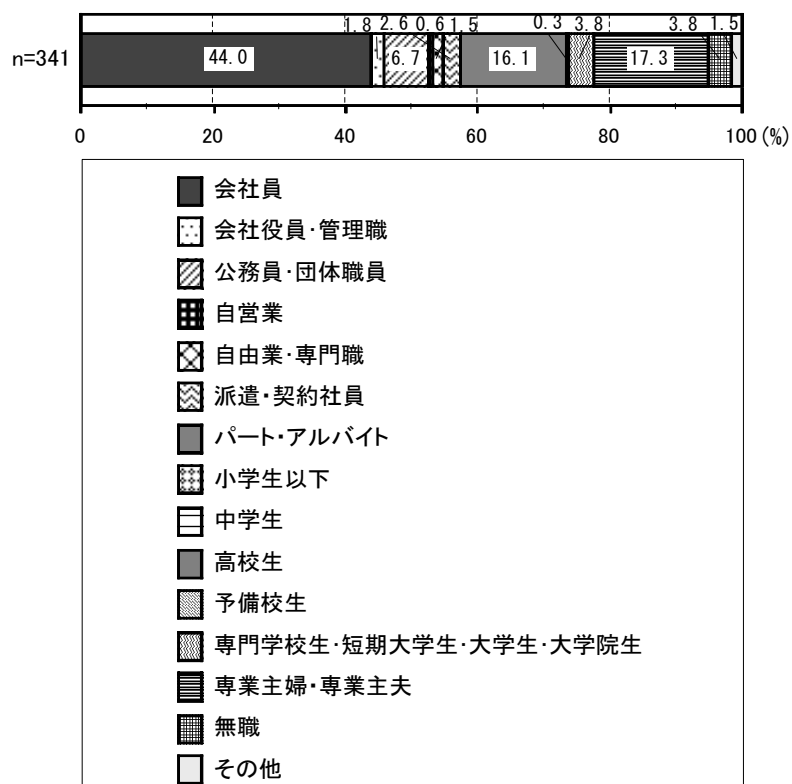 1.8 2.6 0.6 1.5 0.3 3.8 3.8 1.5
n=341 44.0 6.7 16.1 17.3
0 20 40 60 80 100 (%)
会社員
会社役員・管理職
公務員・団体職員
自営業
自由業・専門職
派遣・契約社員
パート・アルバイト
小学生以下
中学生
高校生
予備校生
専門学校生・短期大学生・大学生・大学院生
専業主婦・専業主夫
無職
その他